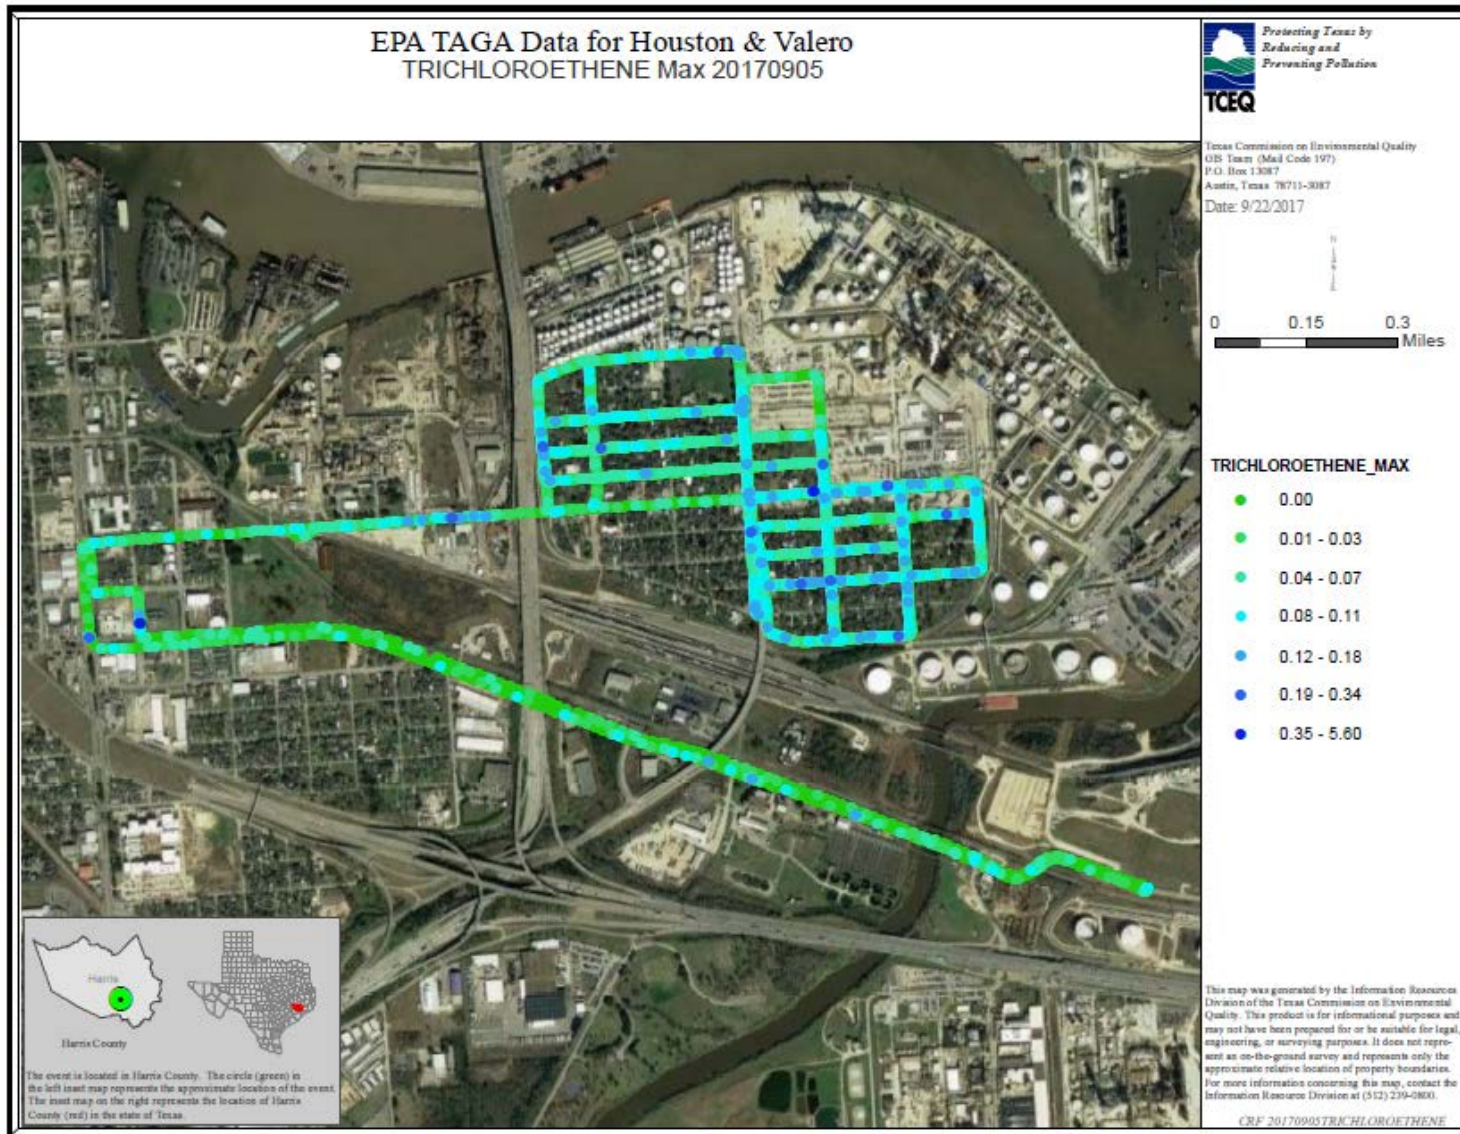 EPA TAGA Data for Houston & Valero
TRICHLOROETHENE Max 20170905
Protecting Texas by
Reducing and
Preventing Pollution
TCEQ
Texas Commission on Environmental Quality
GIS Team (Mail Code 197)
P.O. Box 13087
Austin, Texas 78711-3087
Date: 9/22/2017
N
0 0.15 0.3
Miles
TRICHLOROETHENE_MAX
0.00
0.01 - 0.03
0.04 - 0.07
0.08 - 0.11
0.12 - 0.18
0.19 - 0.34
0.35 - 5.60
Harris
Harris County
The event is located in Harris County. The circle (green) in
the left inset map represents the approximate location of the event.
The inset map on the right represents the location of Harris
County (red) in the state of Texas.
This map was generated by the Information Resources
Division of the Texas Commission on Environmental
Quality. This product is for informational purposes and
may not have been prepared for or be suitable for legal,
engineering, or surveying purposes. It does not repre-
sent an on-the-ground survey and represents only the
approximate relative location of property boundaries.
For more information concerning this map, contact the
Information Resource Division at (512) 239-0800.
CRF 20170905TRICHLOROETHENE